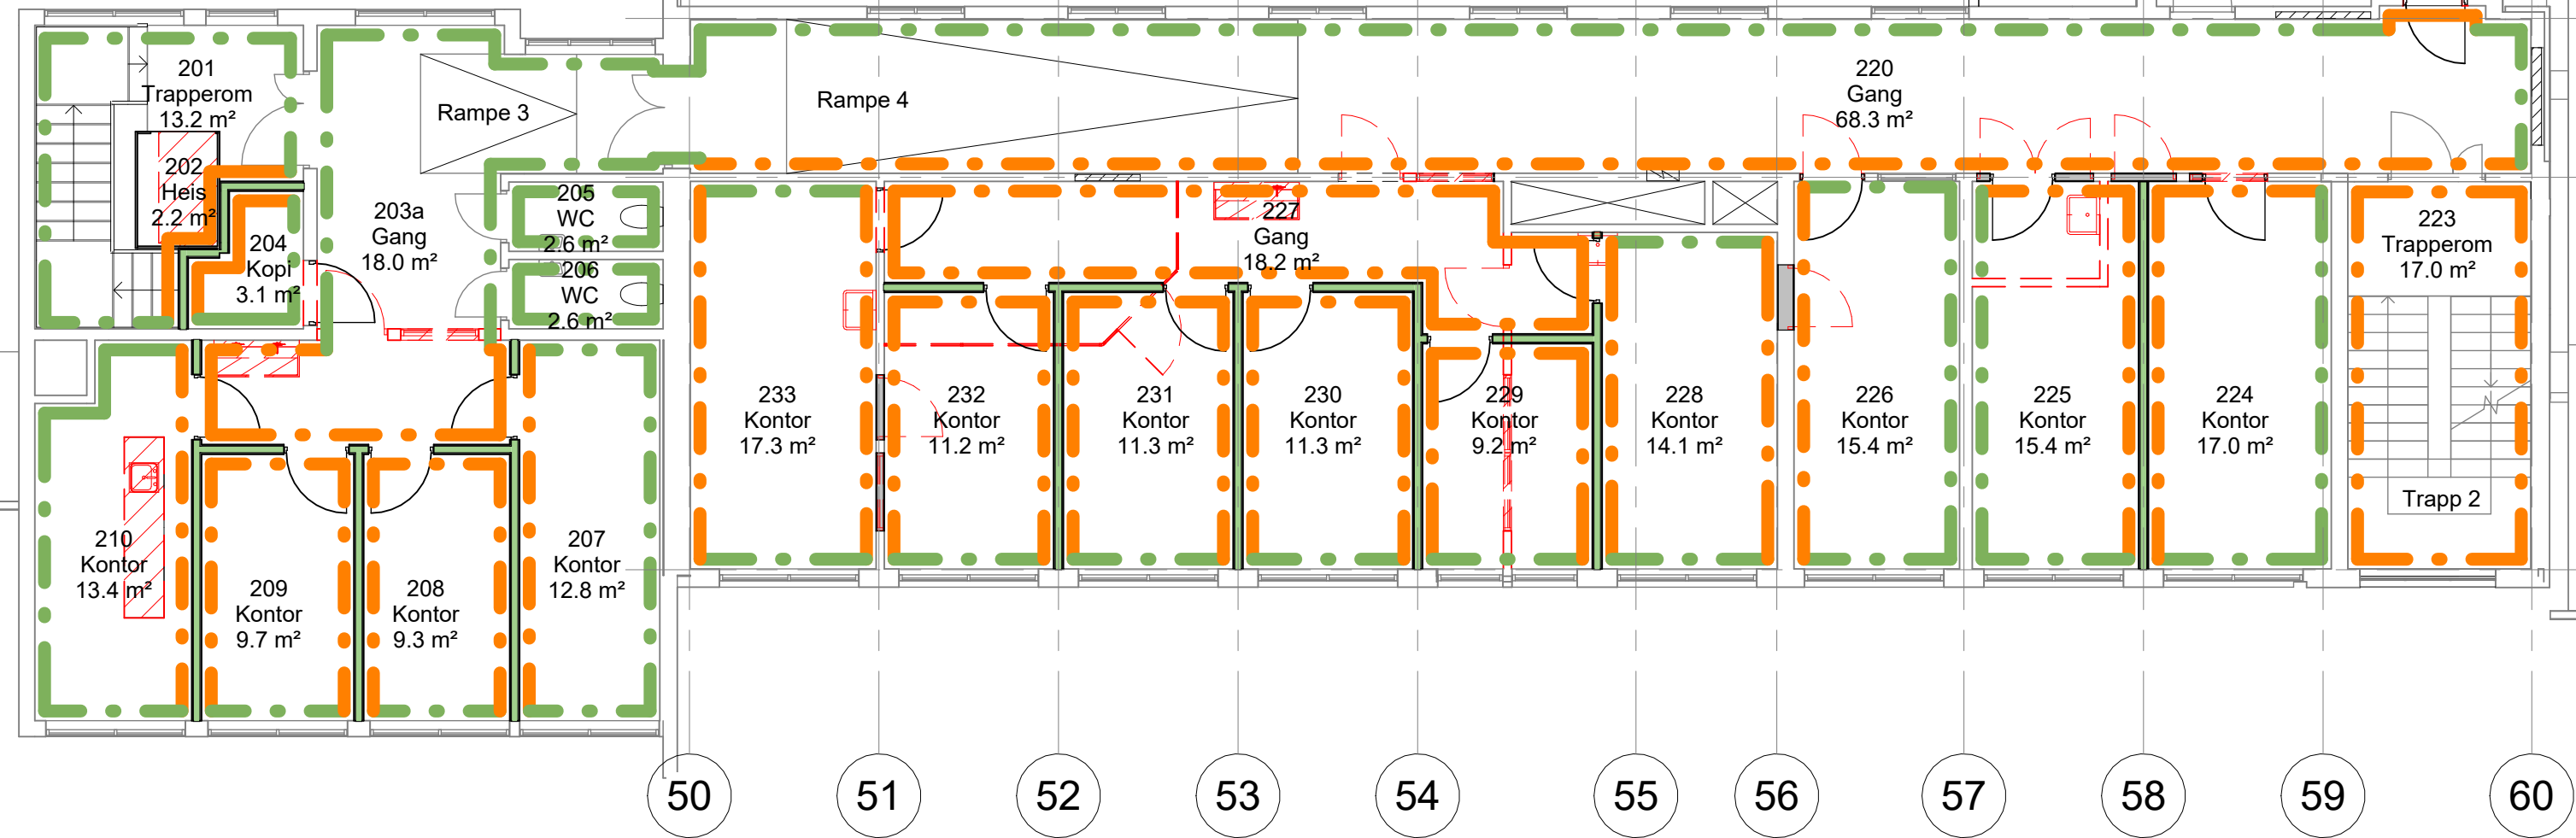 201
Trapperom
13.2 m²
202
Heis
2.2 m²
204
Kopi
3.1 m²
203a
Gang
18.0 m²
Rampe 3
205
WC
2.6 m²
206
WC
2.6 m²
Rampe 4
220
Gang
68.3 m²
227
Gang
18.2 m²
223
Trapperom
17.0 m²
233
Kontor
17.3 m²
232
Kontor
11.2 m²
231
Kontor
11.3 m²
230
Kontor
11.3 m²
229
Kontor
9.2 m²
228
Kontor
14.1 m²
226
Kontor
15.4 m²
225
Kontor
15.4 m²
224
Kontor
17.0 m²
Trapp 2
210
Kontor
13.4 m²
209
Kontor
9.7 m²
208
Kontor
9.3 m²
207
Kontor
12.8 m²
50
51
52
53
54
55
56
57
58
59
60